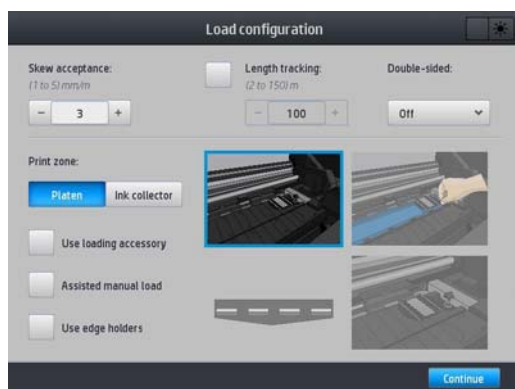 Load configuration
Skew acceptance:
(1 to 5) mm/m
- 3 +
Length tracking:
(2 to 150) m
- 100 +
Double-sided:
Off
Print zone:
Platen
Ink collector
Use loading accessory
Assisted manual load
Use edge holders
Continue